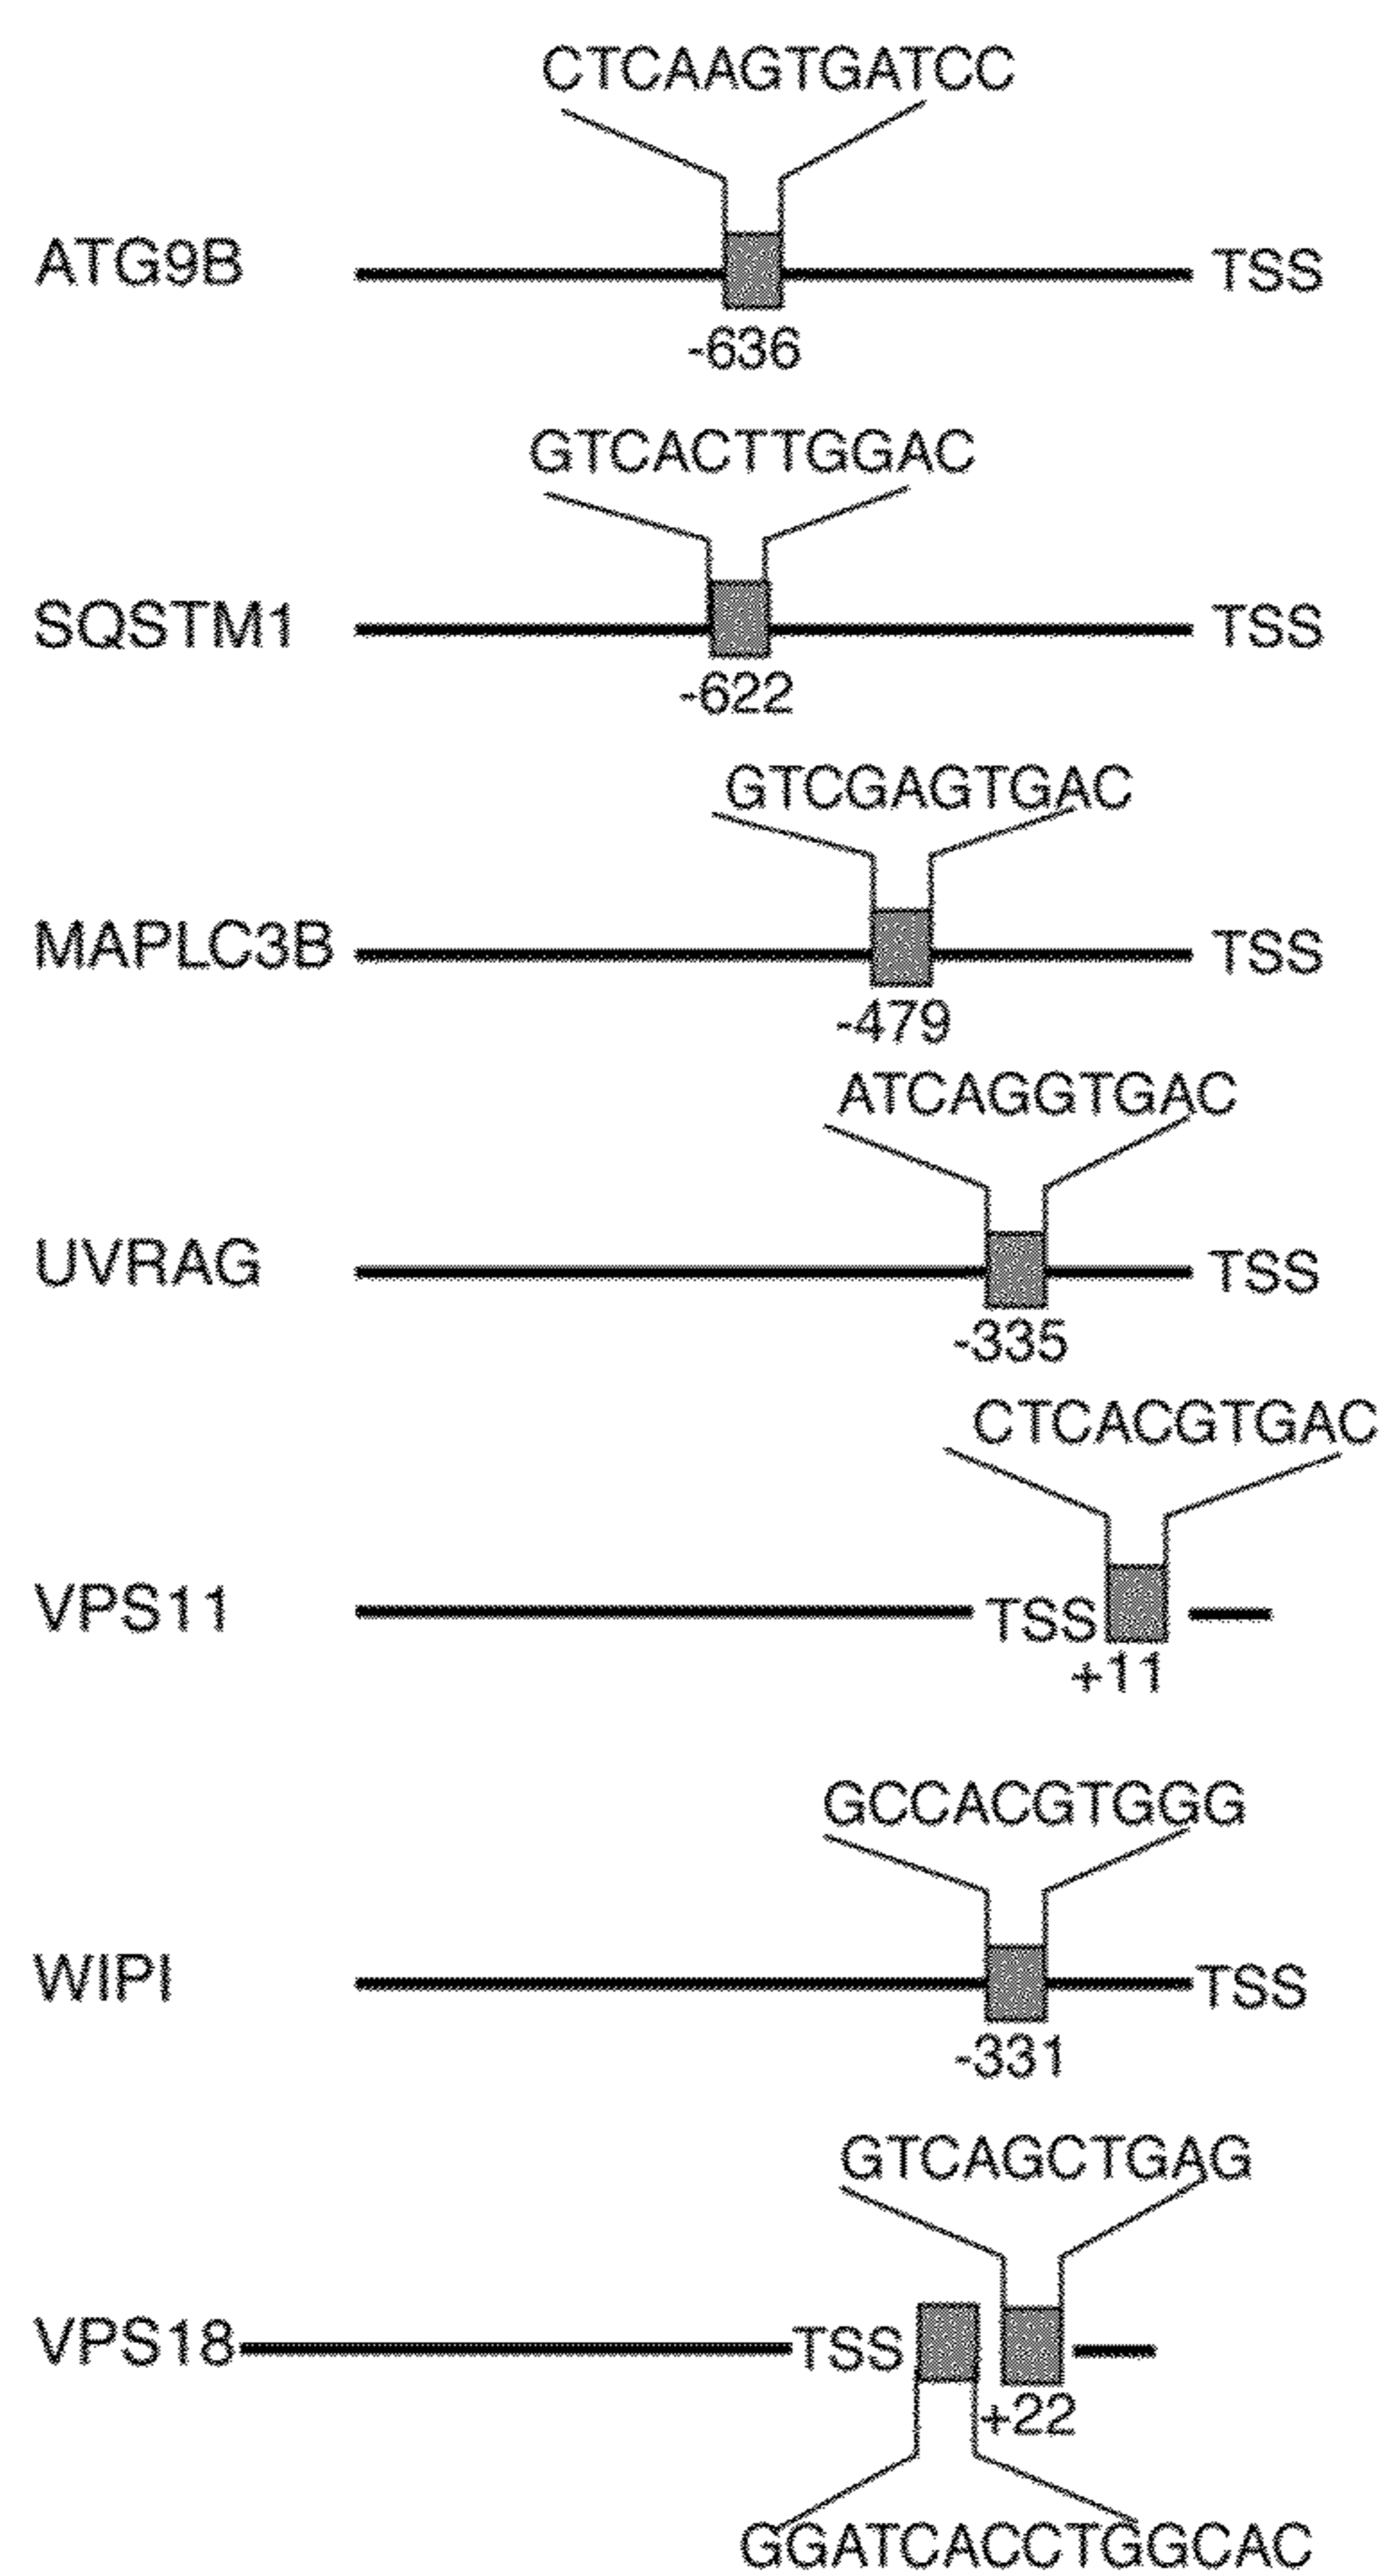 CTCAAGTGATCC
ATG9B
TSS
-636
GTCACTTGGAC
SQSTM1
TSS
-622
GTCGAGTGAC
MAPLC3B
TSS
-479
ATCAGGTGAC
UVRAG
TSS
-335
CTCACGTGAC
VPS11
TSS
+11
GCCACGTGGG
WIPI
TSS
-331
GTCAGCTGAG
VPS18
TSS
+22
GGATCACCTGGCAC